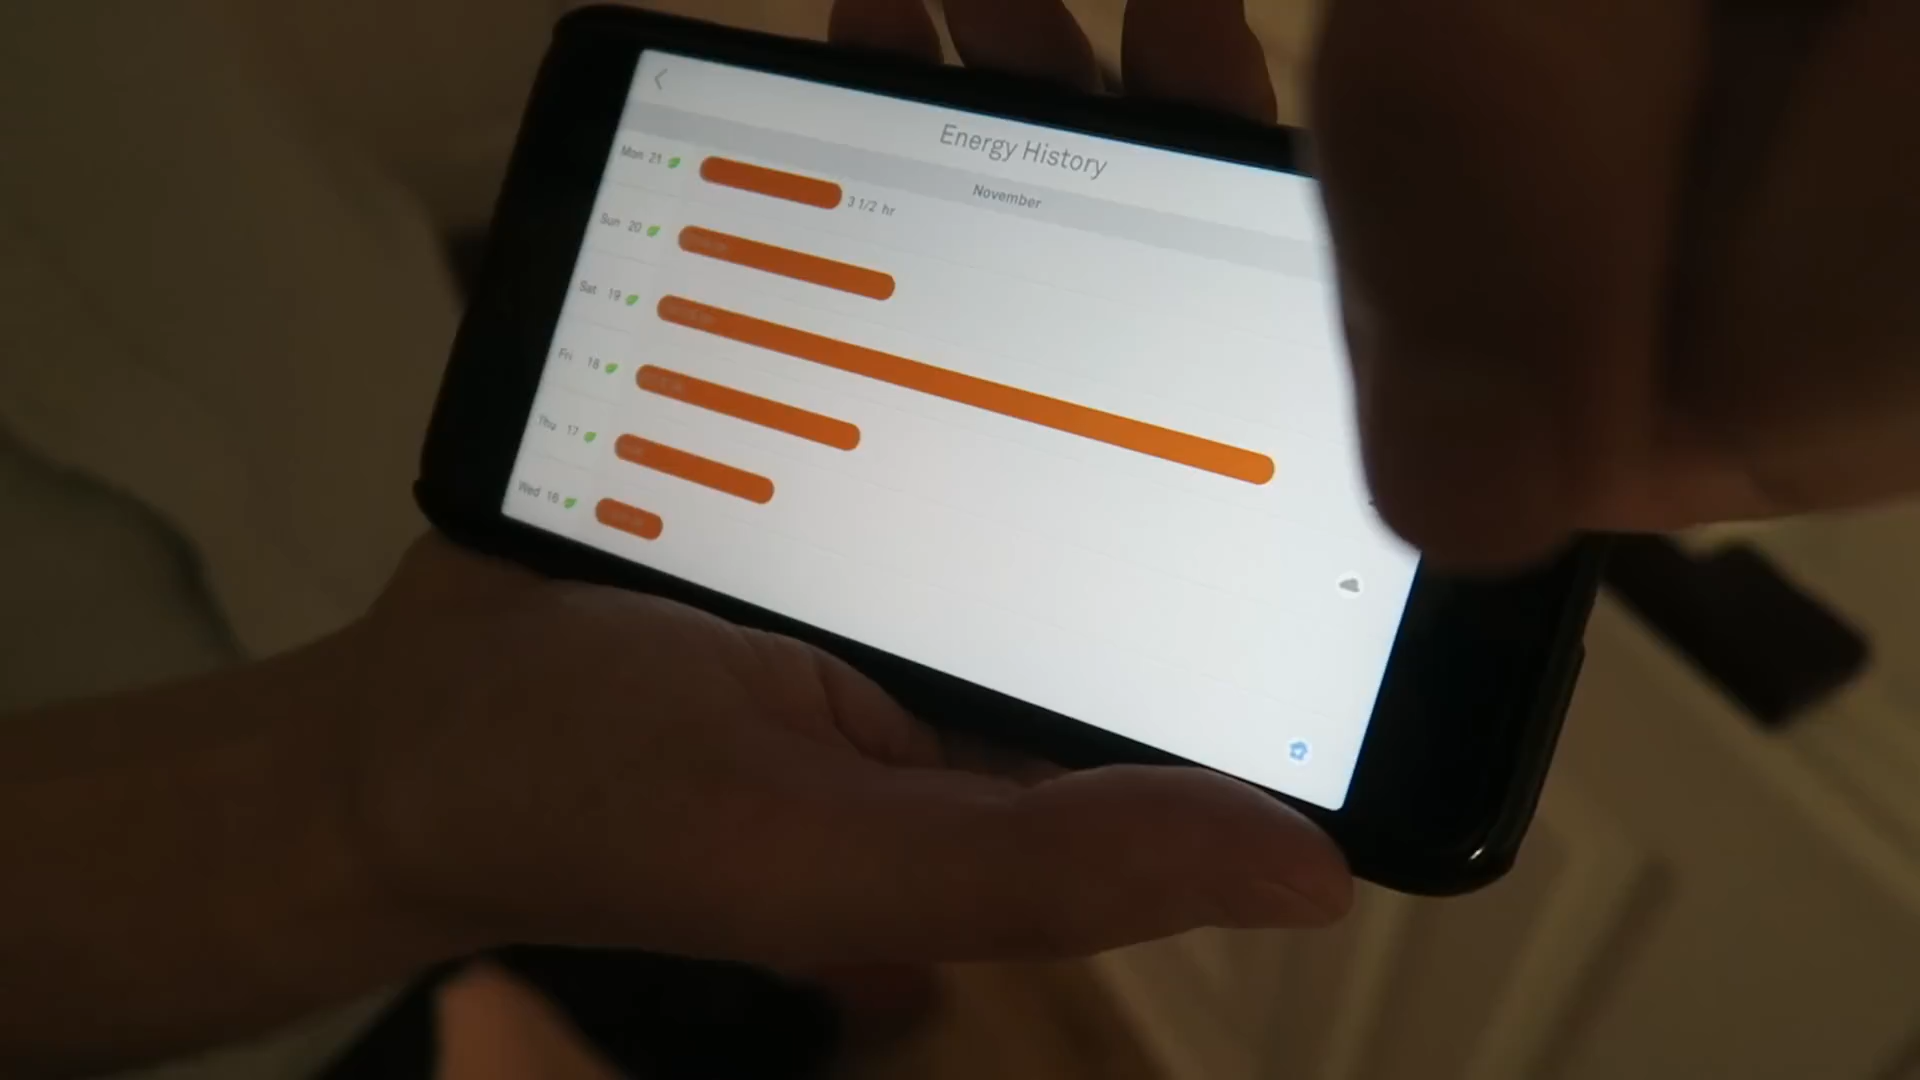 Energy History
November
Mon 21
3 1/2 hr
Sun 20
Sat 19
Fri 18
Thu 17
Wed 16